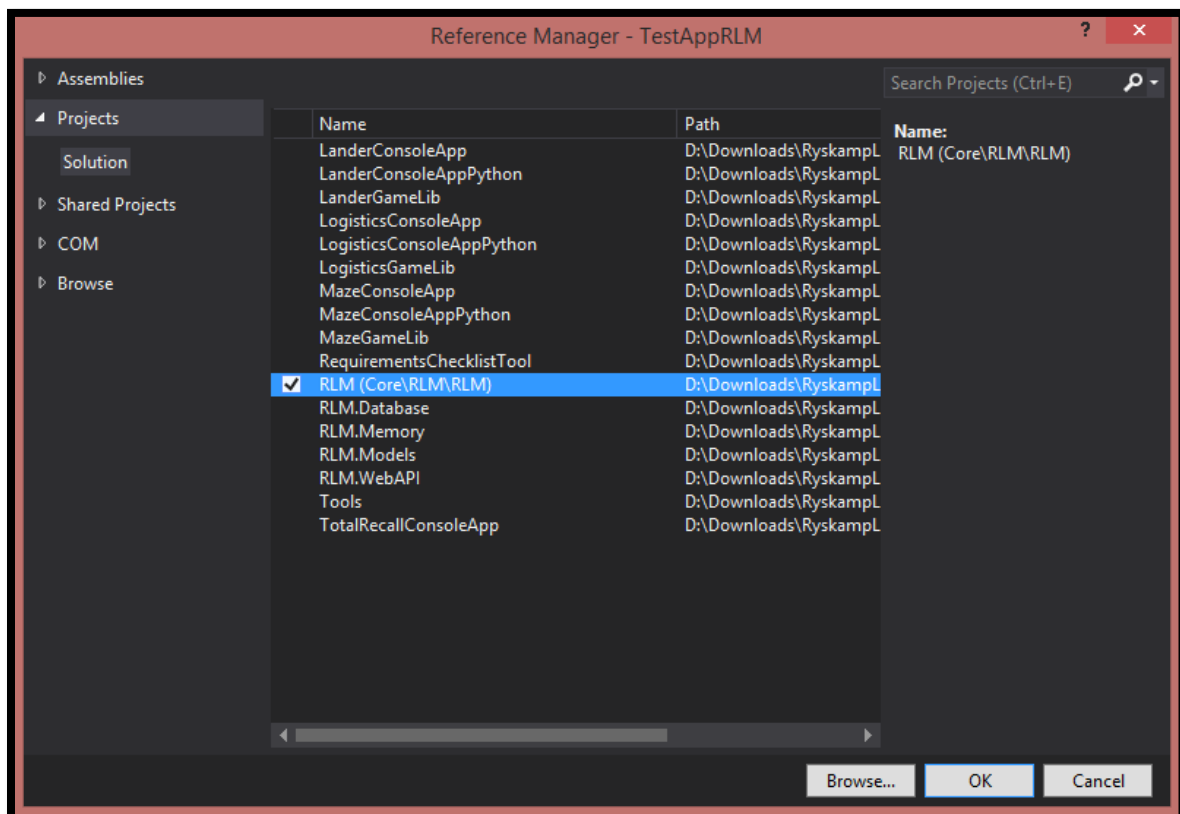 Reference Manager - TestAppRLM
? ×
Assemblies
Projects
Solution
Shared Projects
COM
Browse
Search Projects (Ctrl+E)
Name Path
LanderConsoleApp D:\Downloads\RyskampL
LanderConsoleAppPython D:\Downloads\RyskampL
LanderGameLib D:\Downloads\RyskampL
LogisticsConsoleApp D:\Downloads\RyskampL
LogisticsConsoleAppPython D:\Downloads\RyskampL
LogisticsGameLib D:\Downloads\RyskampL
MazeConsoleApp D:\Downloads\RyskampL
MazeConsoleAppPython D:\Downloads\RyskampL
MazeGameLib D:\Downloads\RyskampL
RequirementsChecklistTool D:\Downloads\RyskampL
RLM (Core\RLM\RLM) D:\Downloads\RyskampL
RLM.Database D:\Downloads\RyskampL
RLM.Memory D:\Downloads\RyskampL
RLM.Models D:\Downloads\RyskampL
RLM.WebAPI D:\Downloads\RyskampL
Tools D:\Downloads\RyskampL
TotalRecallConsoleApp D:\Downloads\RyskampL
Name:
RLM (Core\RLM\RLM)
Browse... OK Cancel